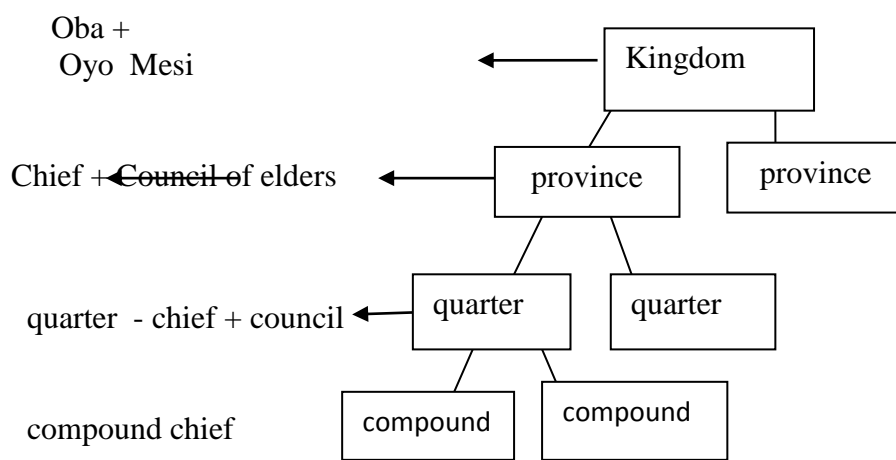 Oba +
Oyo Mesi
Kingdom
Chief + Council of elders
province
province
quarter - chief + council
quarter
quarter
compound chief
compound
compound